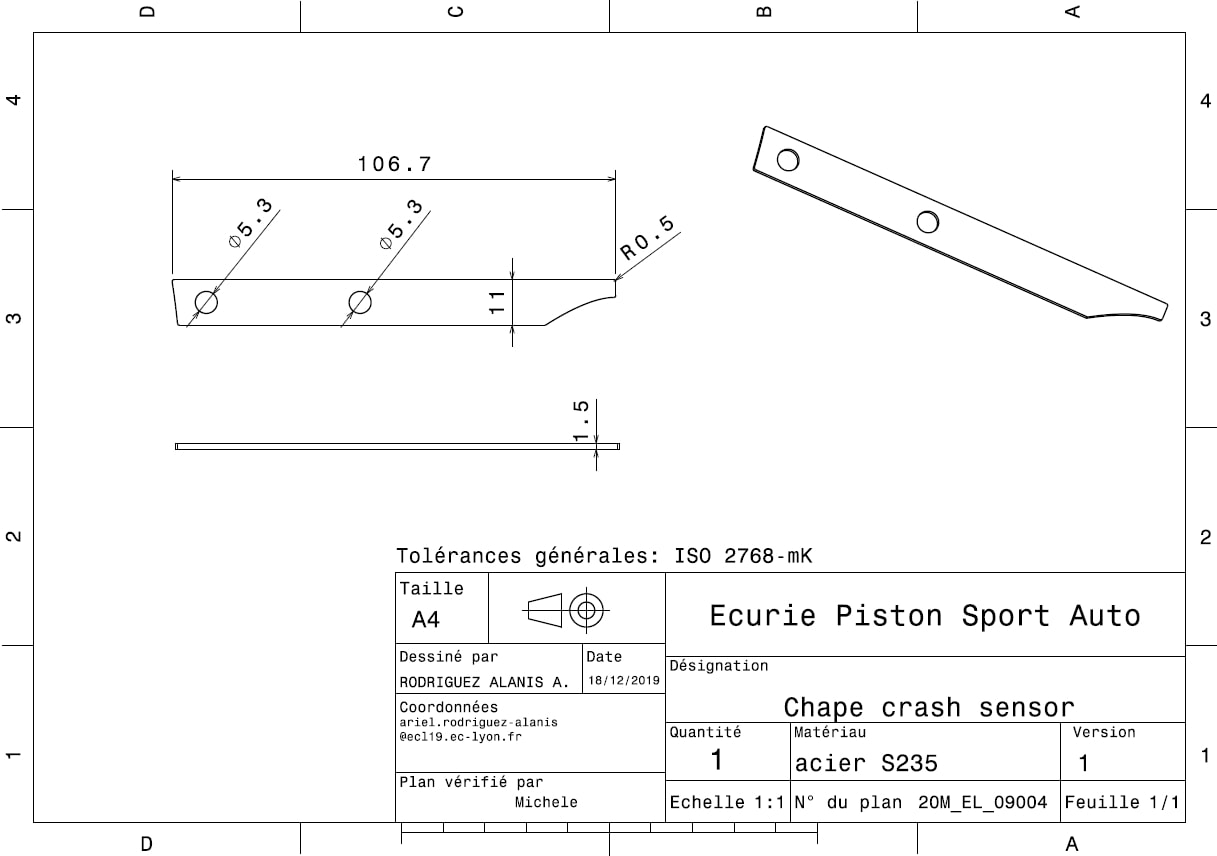 D C B A
4 4
106.7
⌀5.3 ⌀5.3 R0.5
11
3 3
1.5
2 2
Tolérances générales: ISO 2768-mK
Taille
A4
Ecurie Piston Sport Auto
Dessiné par Date
RODRIGUEZ ALANIS A. 18/12/2019
Désignation
Chape crash sensor
Coordonnées
ariel.rodriguez-alanis
@ecl19.ec-lyon.fr
Quantité Matériau Version
1 acier S235 1
1 1
Plan vérifié par
Michele
Echelle 1:1 N° du plan 20M_EL_09004 Feuille 1/1
D A